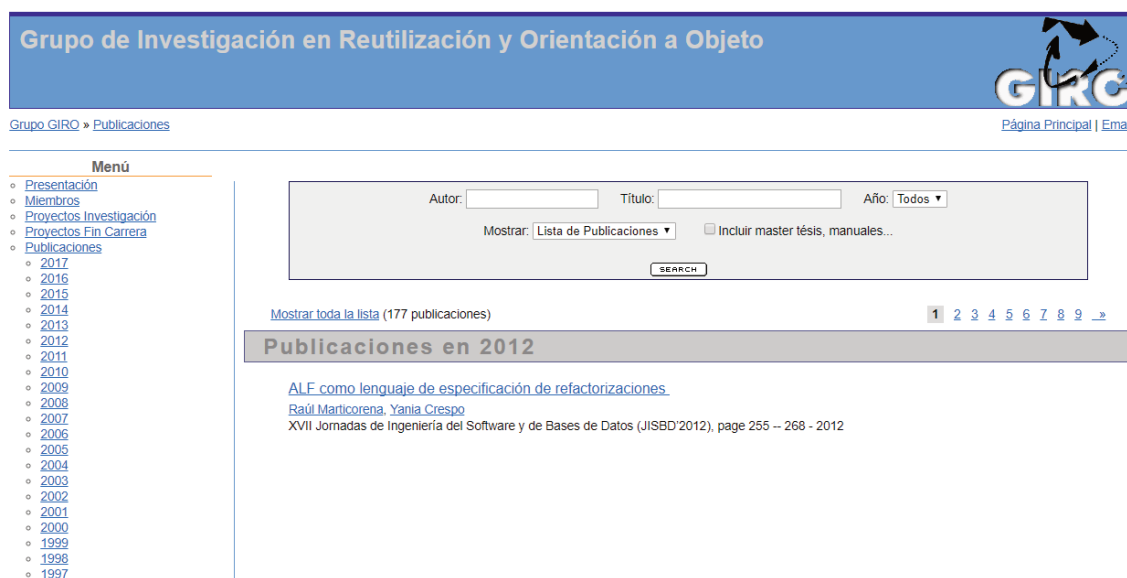 Grupo de Investigación en Reutilización y Orientación a Objeto
GIRO
Grupo GIRO » Publicaciones
Página Principal | Ema
Menú
Presentación
Miembros
Proyectos Investigación
Proyectos Fin Carrera
Publicaciones
2017
2016
2015
2014
2013
2012
2011
2010
2009
2008
2007
2006
2005
2004
2003
2002
2001
2000
1999
1998
1997
Autor: Título: Año: Todos
Mostrar: Lista de Publicaciones Incluir master tésis, manuales...
SEARCH
Mostrar toda la lista (177 publicaciones) 1 2 3 4 5 6 7 8 9 »
Publicaciones en 2012
ALF como lenguaje de especificación de refactorizaciones
Raúl Marticorena, Yania Crespo
XVII Jornadas de Ingeniería del Software y de Bases de Datos (JISBD'2012), page 255 -- 268 - 2012